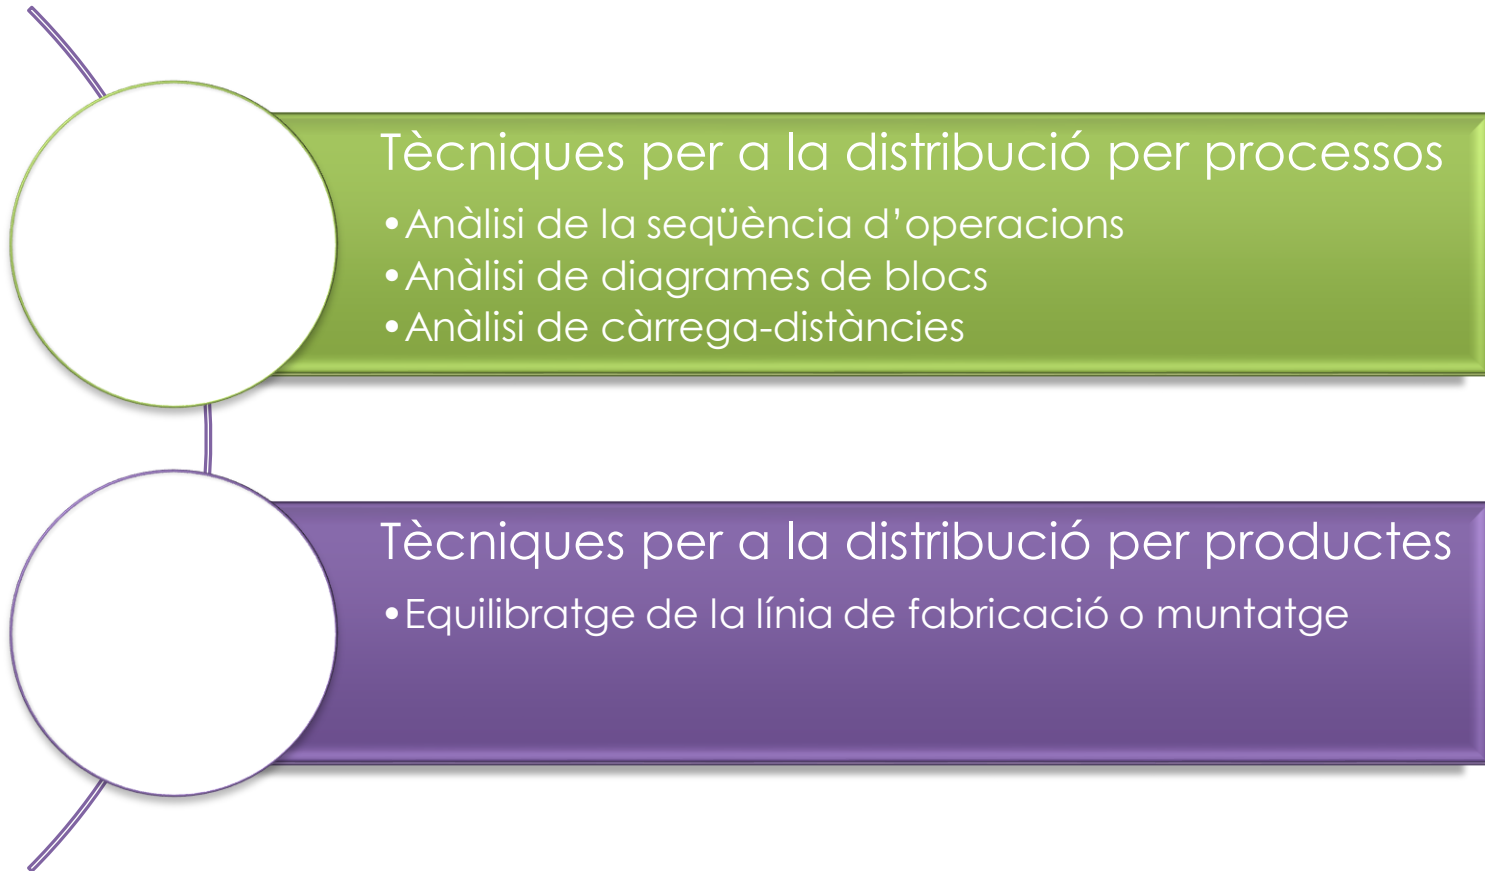 Tècniques per a la distribució per processos
•Anàlisi de la seqüència d’operacions
•Anàlisi de diagrames de blocs
•Anàlisi de càrrega-distàncies
Tècniques per a la distribució per productes
•Equilibratge de la línia de fabricació o muntatge